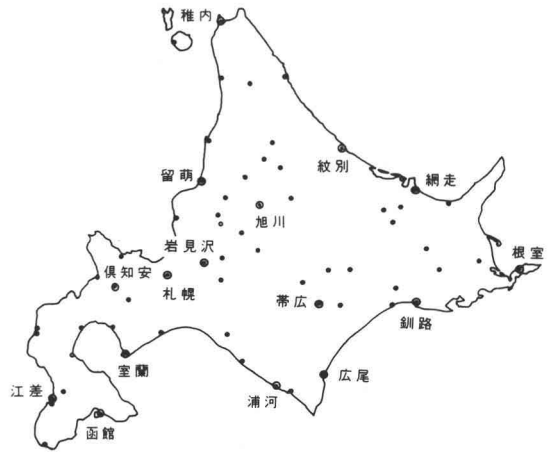 稚内
紋別
留萌
網走
旭川
岩見沢
倶知安
札幌
根室
帯広
釧路
室蘭
広尾
江差
浦河
函館